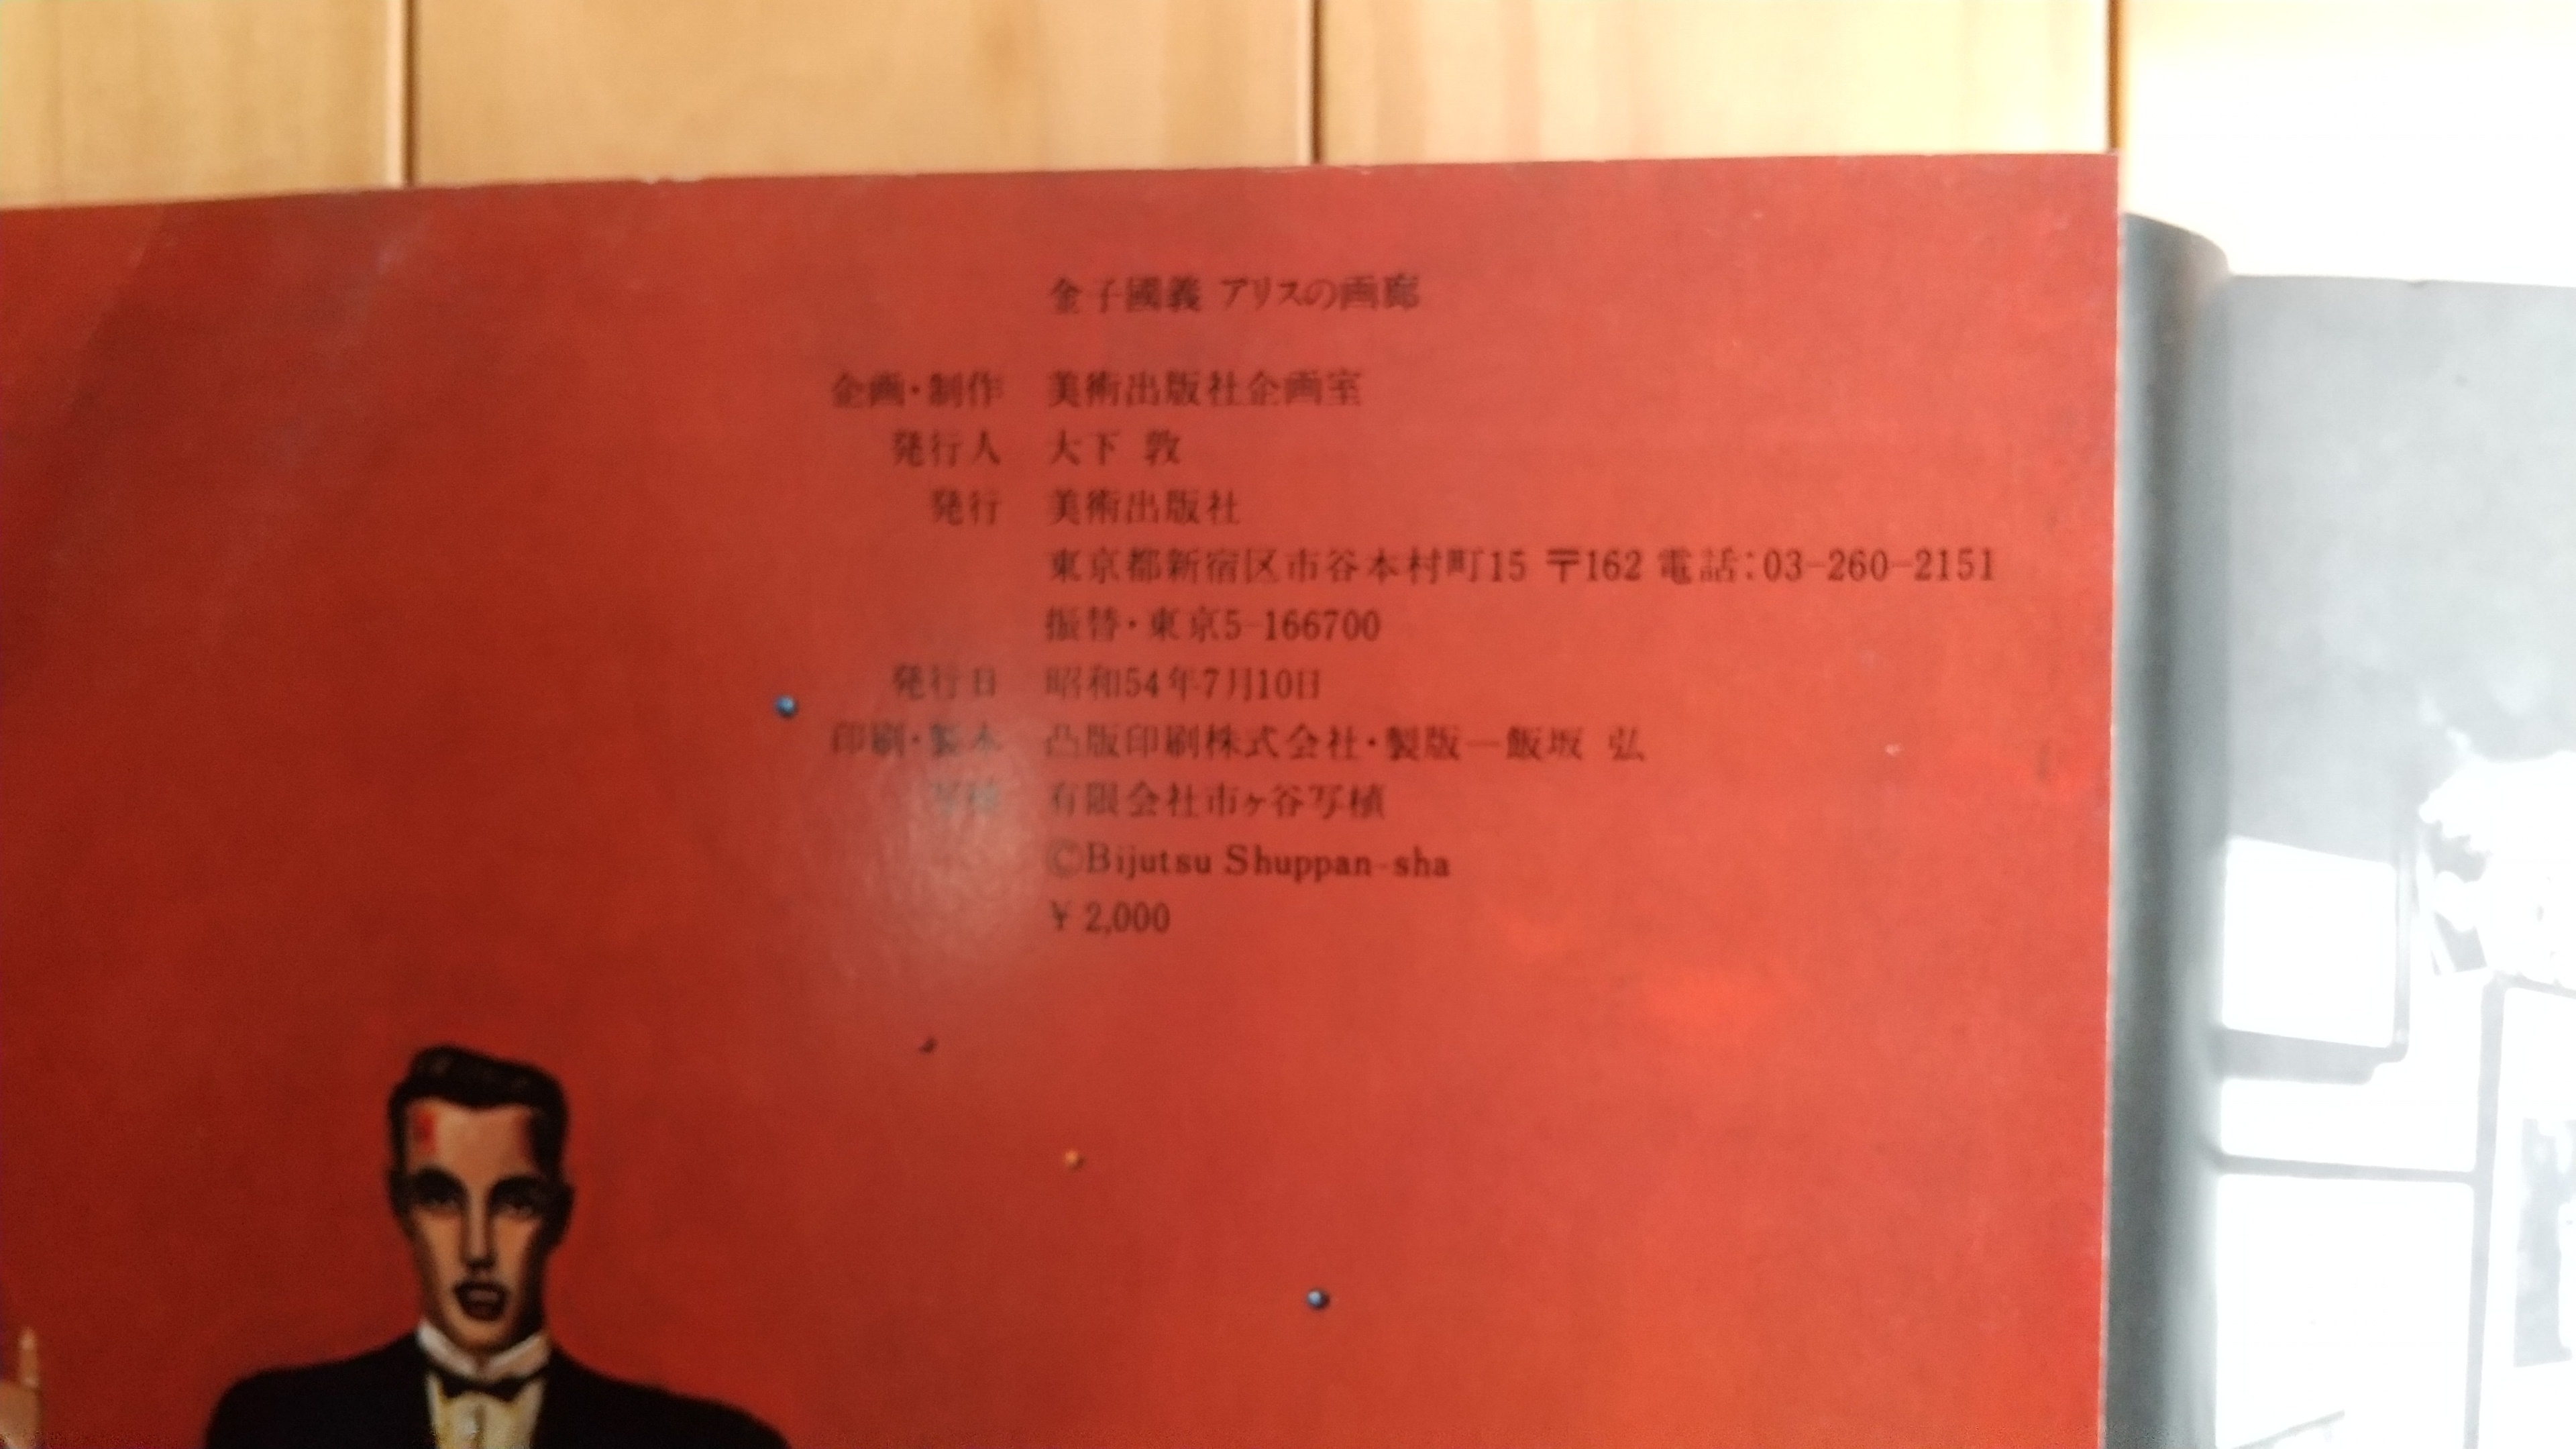 金子國義 アリスの画廊
企画・制作 美術出版社企画室
発行人 大下 敦
発行 美術出版社
東京都新宿区市谷本村町15 〒162 電話:03-260-2151
振替・東京5-166700
発行日 昭和54年7月10日
印刷・製本 凸版印刷株式会社・製版―飯坂 弘
写植 有限会社市ヶ谷写植
©Bijutsu Shuppan-sha
¥ 2,000